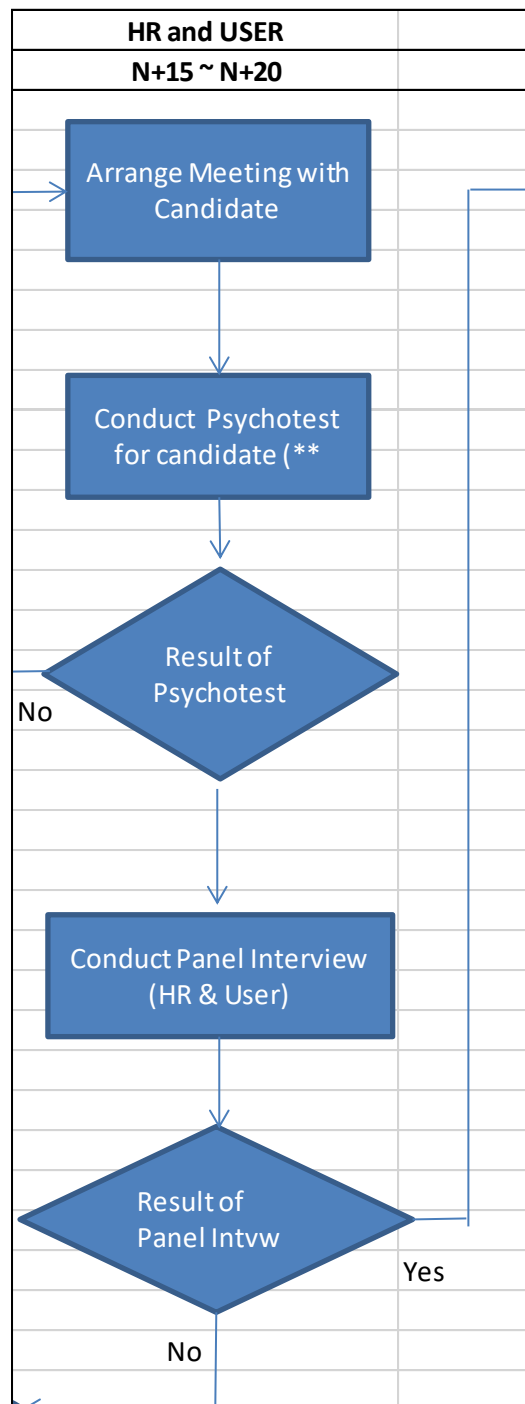 HR and USER
N+15 ~ N+20
Arrange Meeting with
Candidate
Conduct Psychotest
for candidate (**
Result of
Psychotest
No
Conduct Panel Interview
(HR & User)
Result of
Panel Intvw
Yes
No